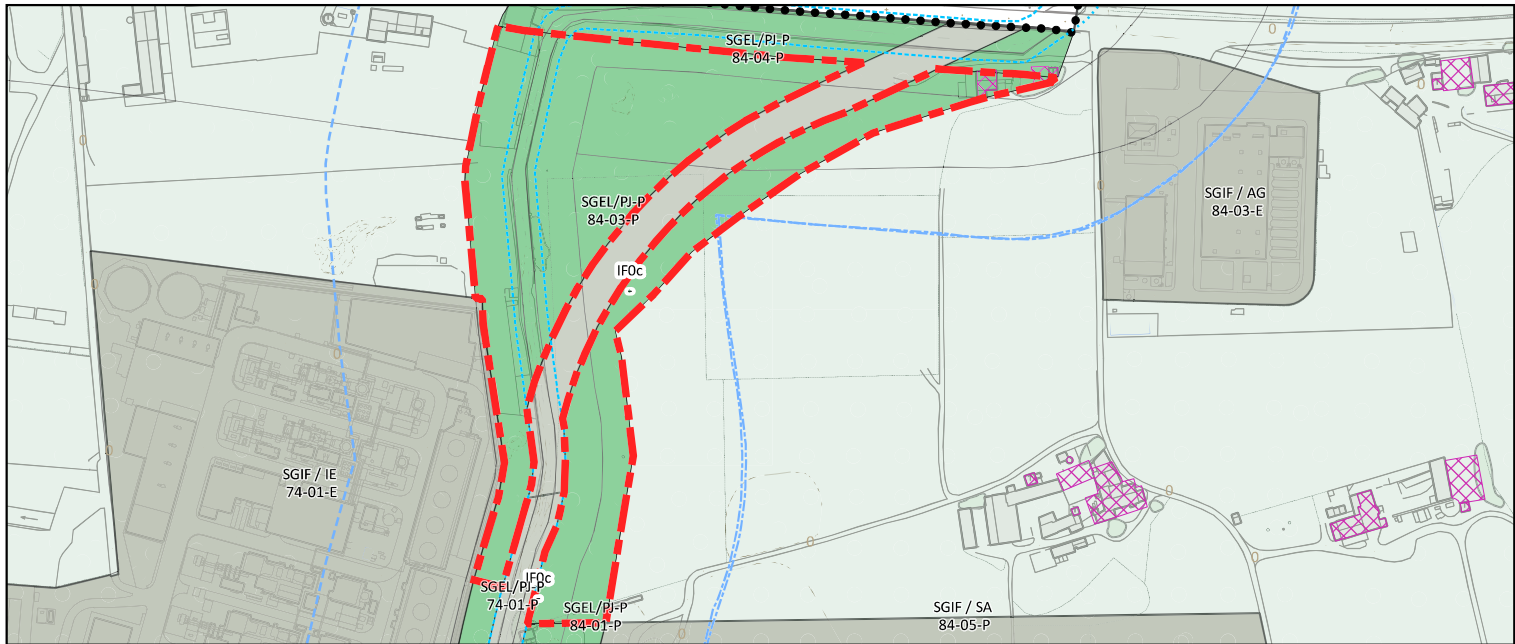 SGEL/PJ-P
84-04-P
SGIF / AG
84-03-E
SGEL/PJ-P
84-03-P
IF0c
-
SGIF / IE
74-01-E
IF0c
SGEL/PJ-P
74-01-P
SGEL/PJ-P
84-01-P
SGIF / SA
84-05-P